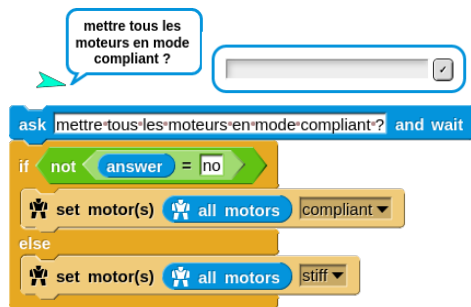 mettre tous les
moteurs en mode
compliant ?
ask mettre tous les moteurs en mode compliant ? and wait
if not answer = no
set motor(s) all motors compliant
else
set motor(s) all motors stiff